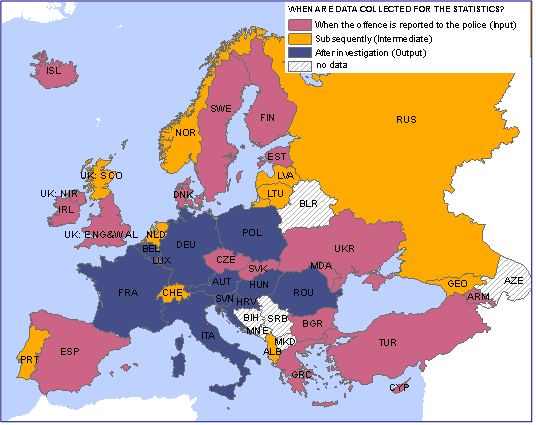 WHEN ARE DATA COLLECTED FOR THE STATISTICS?
When the offence is reported to the police (Input)
Subsequently (Intermediate)
After investigation (Output)
no data
ISL
SWE
FIN
NOR
RUS
EST
UK: SCO
LVA
UK: NIR
DNK
LTU
IRL
BLR
UK: ENG&WAL
NLD
POL
BEL
DEU
UKR
LUX
CZE
SVK
MDA
FRA
CHE
AUT
HUN
ROU
GEO
AZE
SVN
HRV
ARM
BIH
SRB
BGR
ITA
MNE
MKD
TUR
ESP
PRT
ALB
GRC
CYP